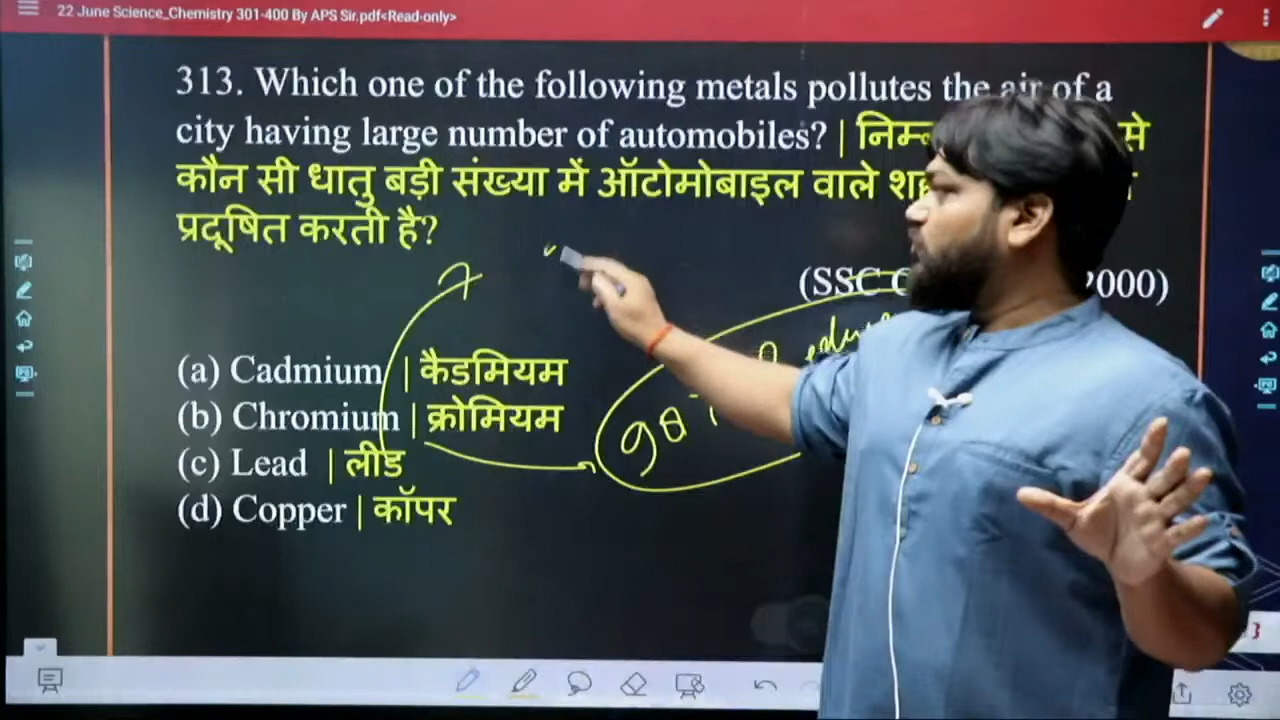 22 June Science_Chemistry 301-400 By APS Sir.pdf<Read-only>
313. Which one of the following metals pollutes the air of a
city having large number of automobiles? | से
कौन सी धातु बड़ी संख्या में ऑटोमोबाइल वाले
प्रदूषित करती है?
(SSC 2000)
(a) Cadmium | कैडमियम
(b) Chromium | क्रोमियम
(c) Lead | लीड
(d) Copper | कॉपर